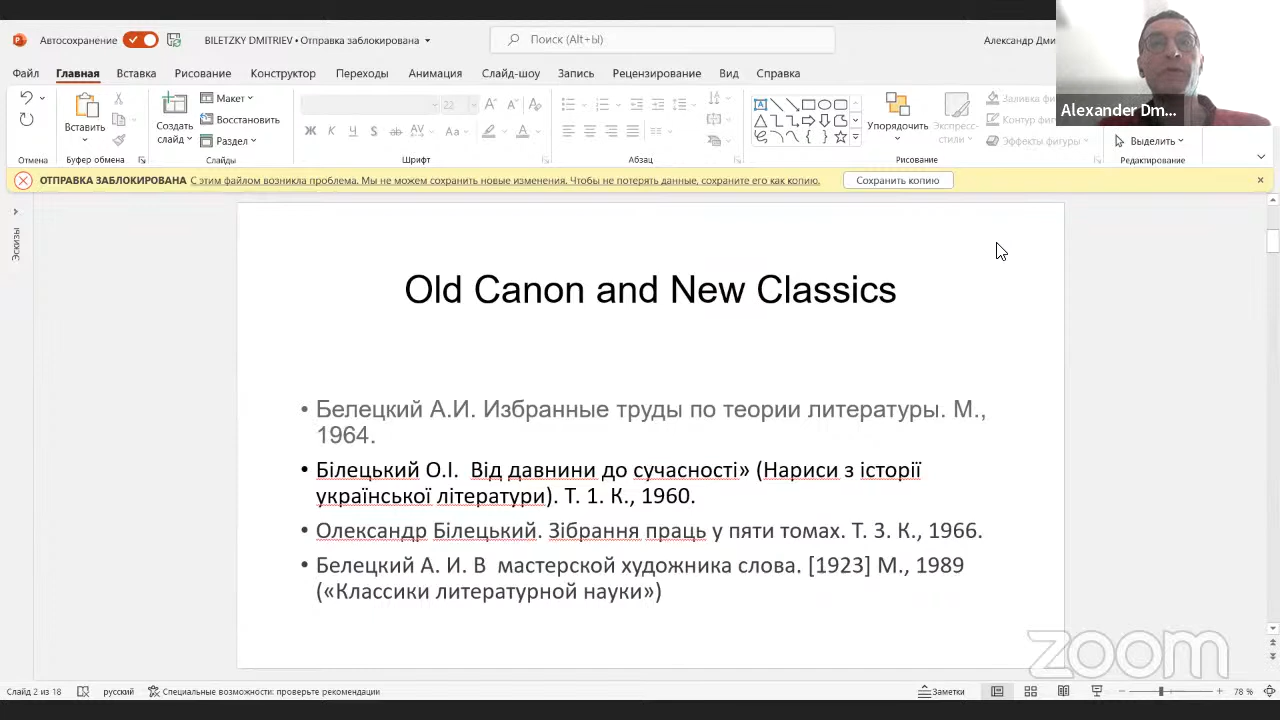 Автосохранение
BILETZKY DMITRIEV • Отправка заблокирована
Поиск (Alt+Ы)
Александр Дми
Файл Главная Вставка Рисование Конструктор Переходы Анимация Слайд-шоу Запись Рецензирование Вид Справка
Вставить
Создать слайд
Макет
Восстановить
Раздел
22
Ж К Ч S ab AV Aa
Упорядочить
Экспресс-стили
Заливка фи
Контур фигу
Эффекты фигуры
Выделить
Отмена Буфер обмена Слайды Шрифт Абзац Рисование Редактирование
Alexander Dm...
ОТПРАВКА ЗАБЛОКИРОВАНА С этим файлом возникла проблема. Мы не можем сохранить новые изменения. Чтобы не потерять данные, сохраните его как копию. Сохранить копию
Эскизы
Old Canon and New Classics
• Белецкий А.И. Избранные труды по теории литературы. М.,
1964.
• Білецький О.І. Від давнини до сучасності» (Нариси з історії
української літератури). Т. 1. К., 1960.
• Олександр Білецький. Зібрання праць у пяти томах. Т. 3. К., 1966.
• Белецкий А. И. В мастерской художника слова. [1923] М., 1989
(«Классики литературной науки»)
zoom
Слайд 2 из 18 русский Специальные возможности: проверьте рекомендации Заметки 78 %